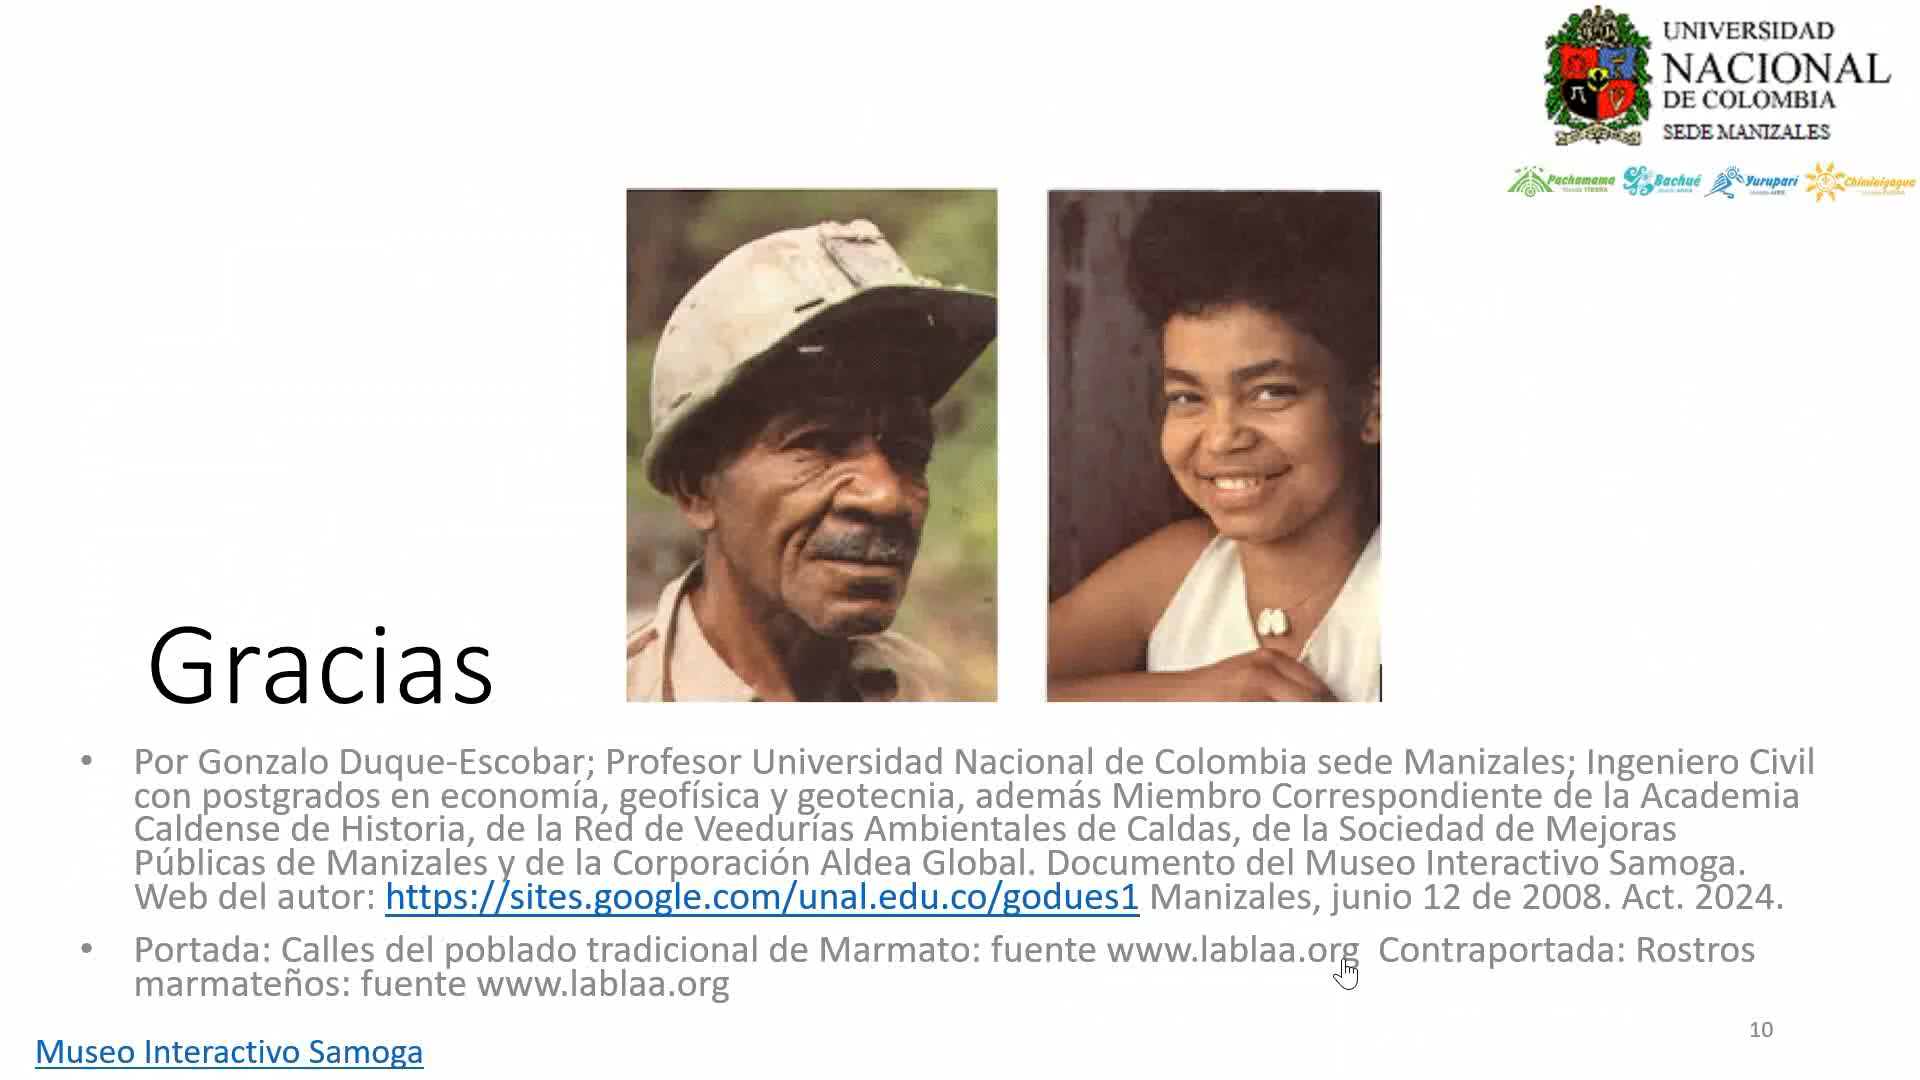 UNIVERSIDAD
NACIONAL
DE COLOMBIA
SEDE MANIZALES
Pachamama Bachué Yurupari Chiminigagua
Gracias
• Por Gonzalo Duque-Escobar; Profesor Universidad Nacional de Colombia sede Manizales; Ingeniero Civil
con postgrados en economía, geofísica y geotecnia, además Miembro Correspondiente de la Academia
Caldense de Historia, de la Red de Veedurías Ambientales de Caldas, de la Sociedad de Mejoras
Públicas de Manizales y de la Corporación Aldea Global. Documento del Museo Interactivo Samoga.
Web del autor: https://sites.google.com/unal.edu.co/godues1 Manizales, junio 12 de 2008. Act. 2024.
• Portada: Calles del poblado tradicional de Marmato: fuente www.lablaa.org Contraportada: Rostros
marmateños: fuente www.lablaa.org
10
Museo Interactivo Samoga